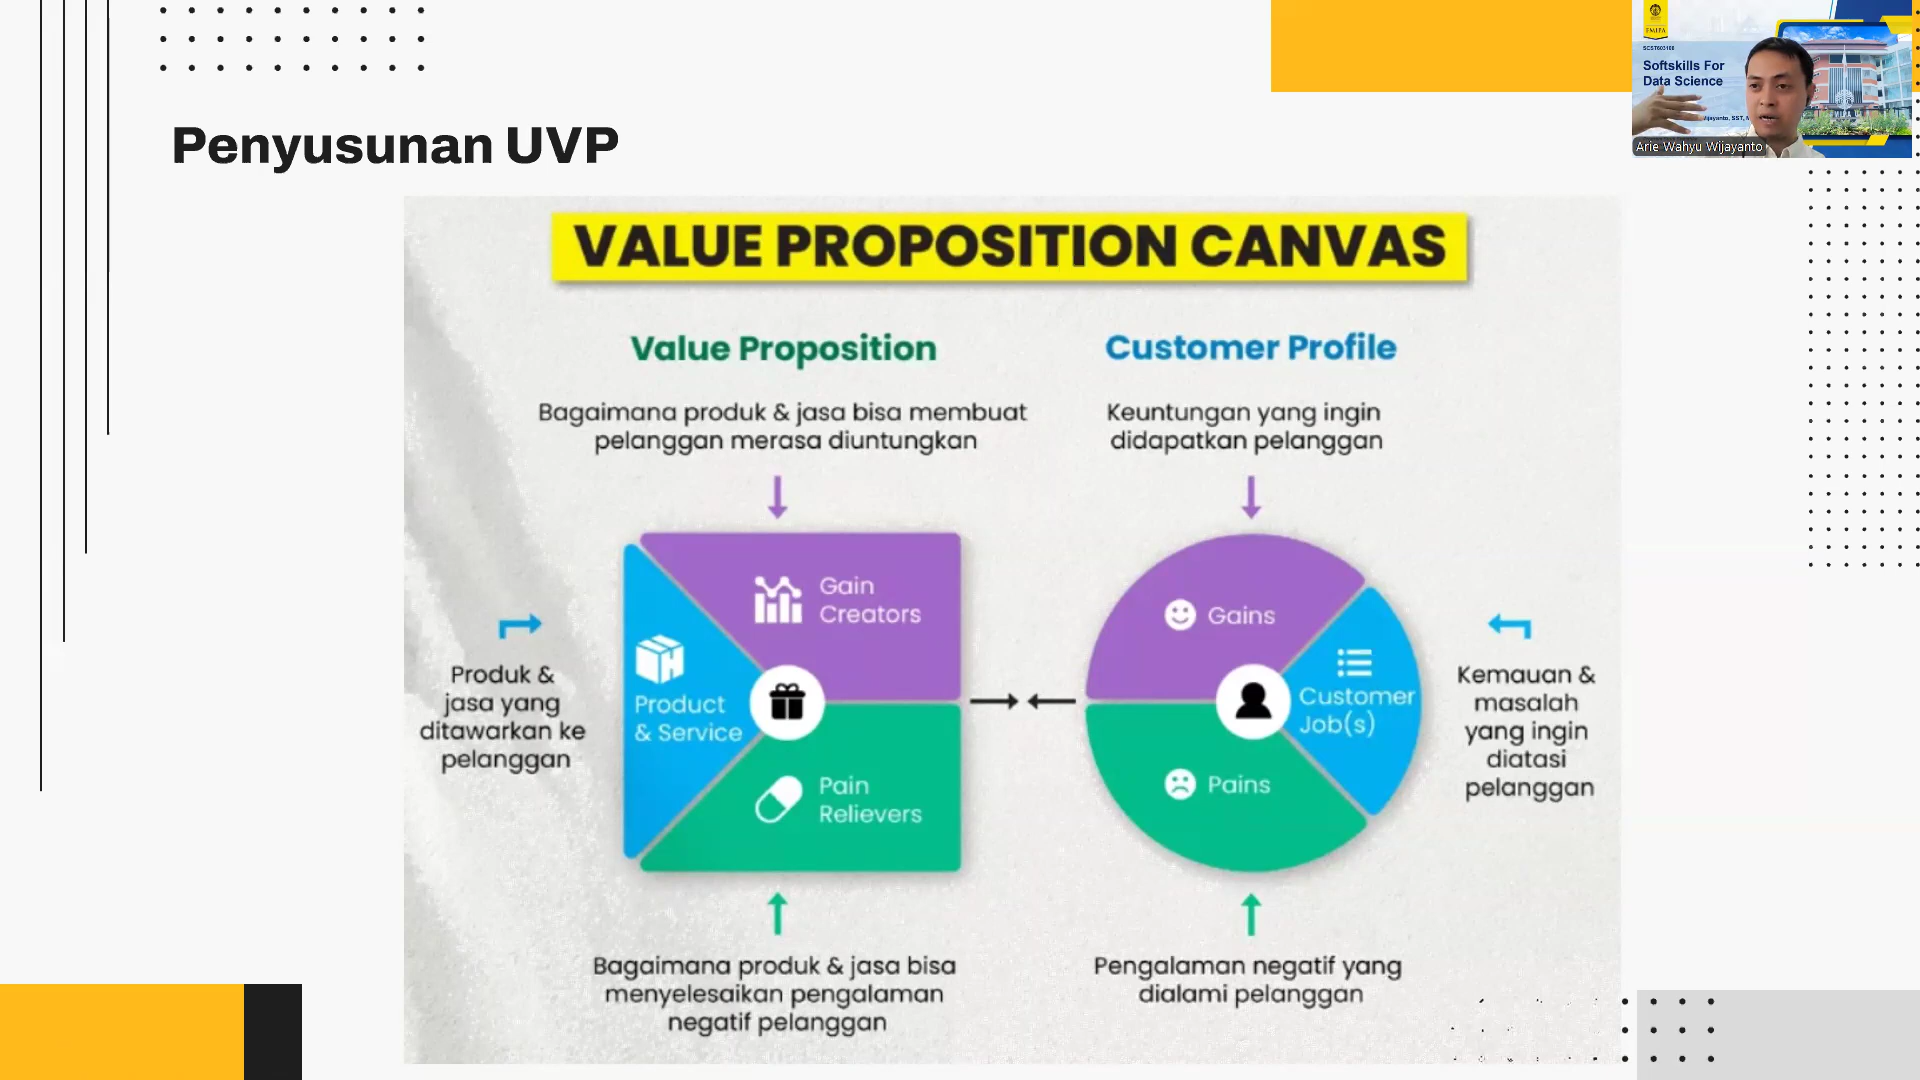 Penyusunan UVP
VALUE PROPOSITION CANVAS
Value Proposition
Bagaimana produk & jasa bisa membuat
pelanggan merasa diuntungkan
Customer Profile
Keuntungan yang ingin
didapatkan pelanggan
Gain
Creators
Product
& Service
Pain
Relievers
Produk &
jasa yang
ditawarkan ke
pelanggan
Bagaimana produk & jasa bisa
menyelesaikan pengalaman
negatif pelanggan
Gains
Customer
Job(s)
Pains
Kemauan &
masalah
yang ingin
diatasi
pelanggan
Pengalaman negatif yang
dialami pelanggan
Softskills For
Data Science
Wijayanto, SST,
Arie Wahyu Wijayanto